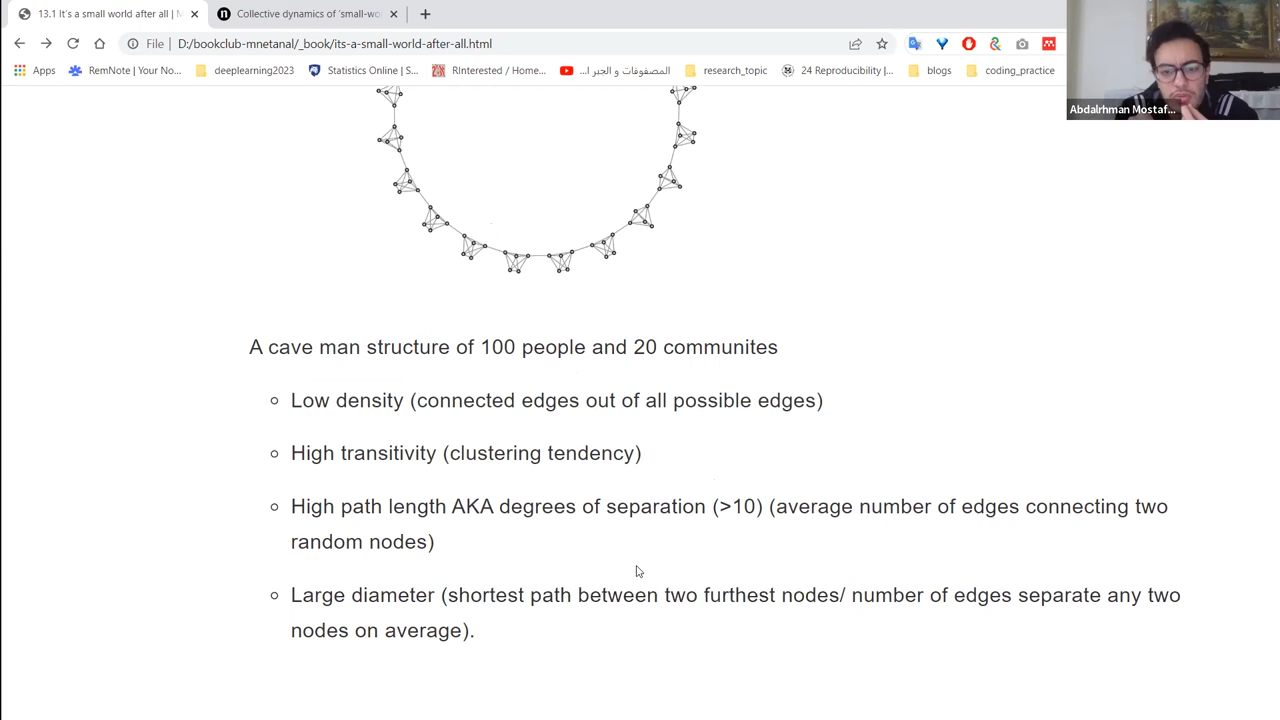 13.1 It's a small world after all | M
Collective dynamics of 'small-wo
File
D:/bookclub-mnetanal/_book/its-a-small-world-after-all.html
Apps
RemNote | Your No...
deeplearning2023
Statistics Online | S...
RInterested / Home...
المصفوفات و الجبر ا...
research_topic
24 Reproducibility |...
blogs
coding_practice
Abdalrhman Mostaf...
A cave man structure of 100 people and 20 communites
Low density (connected edges out of all possible edges)
High transitivity (clustering tendency)
High path length AKA degrees of separation (>10) (average number of edges connecting two
random nodes)
Large diameter (shortest path between two furthest nodes/ number of edges separate any two
nodes on average).